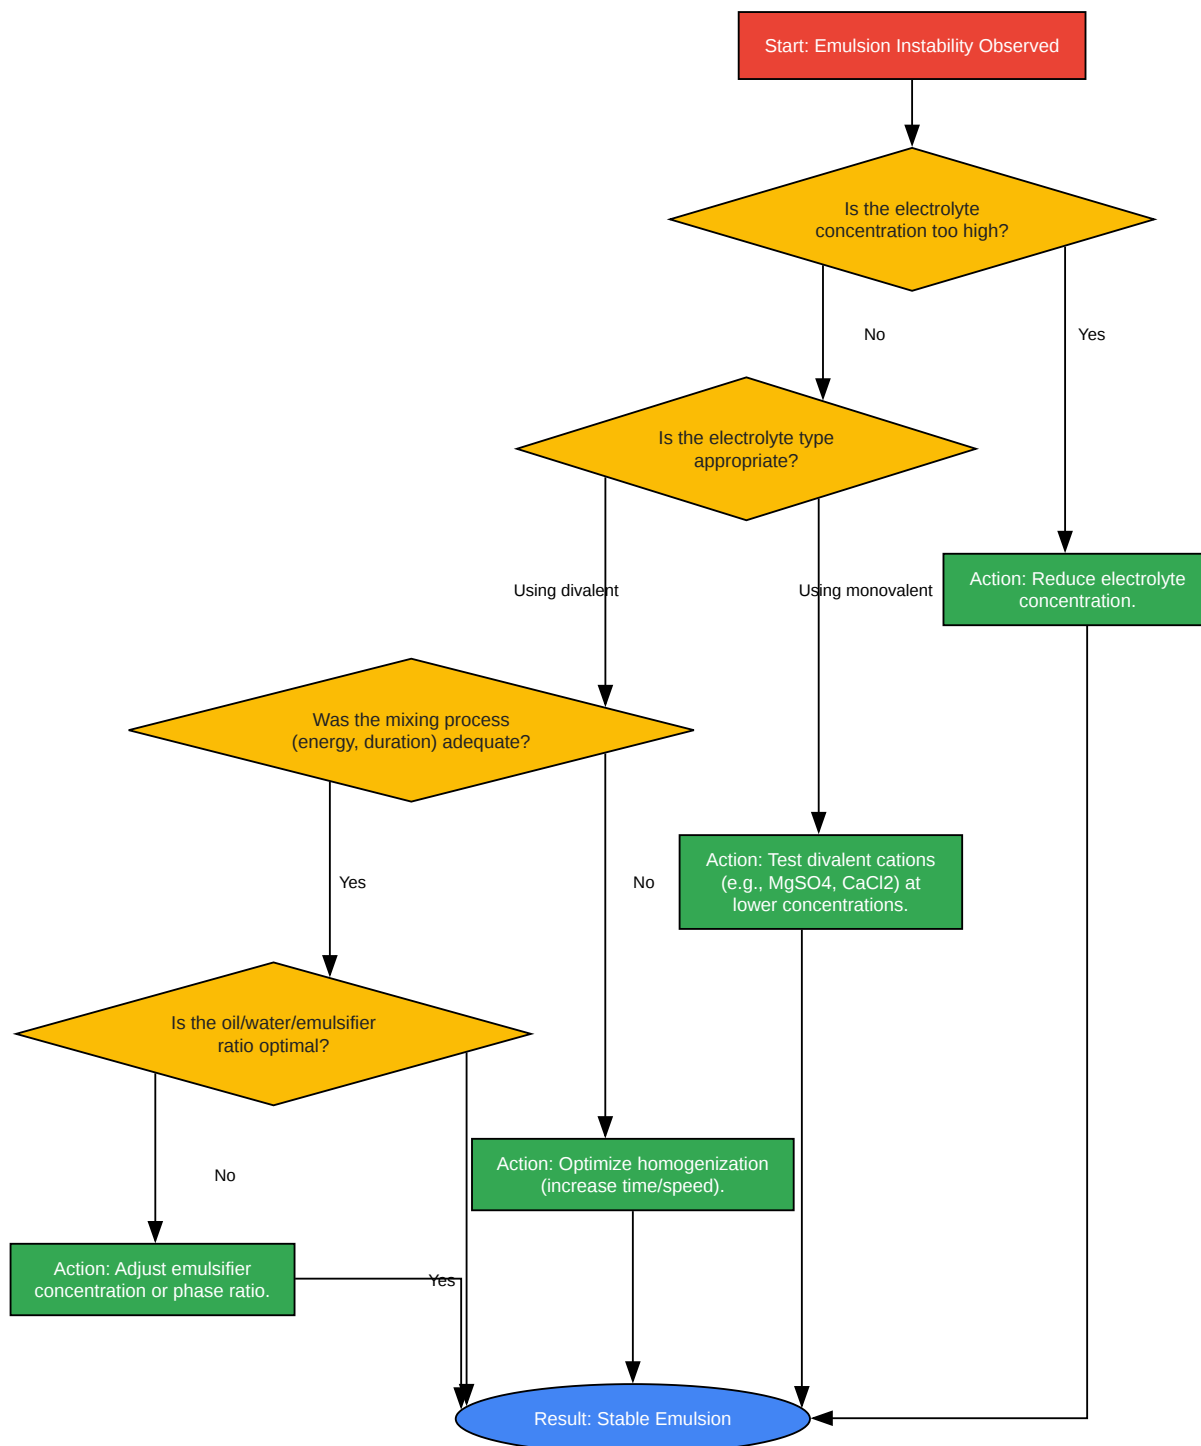 Start: Emulsion Instability Observed
Is the electrolyte
concentration too high?
No
Yes
Is the electrolyte type
appropriate?
Using divalent
Using monovalent
Action: Reduce electrolyte
concentration.
Was the mixing process
(energy, duration) adequate?
Yes
No
Action: Test divalent cations
(e.g., MgSO4, CaCl2) at
lower concentrations.
Is the oil/water/emulsifier
ratio optimal?
No
Action: Optimize homogenization
(increase time/speed).
Action: Adjust emulsifier
concentration or phase ratio.
Yes
Result: Stable Emulsion